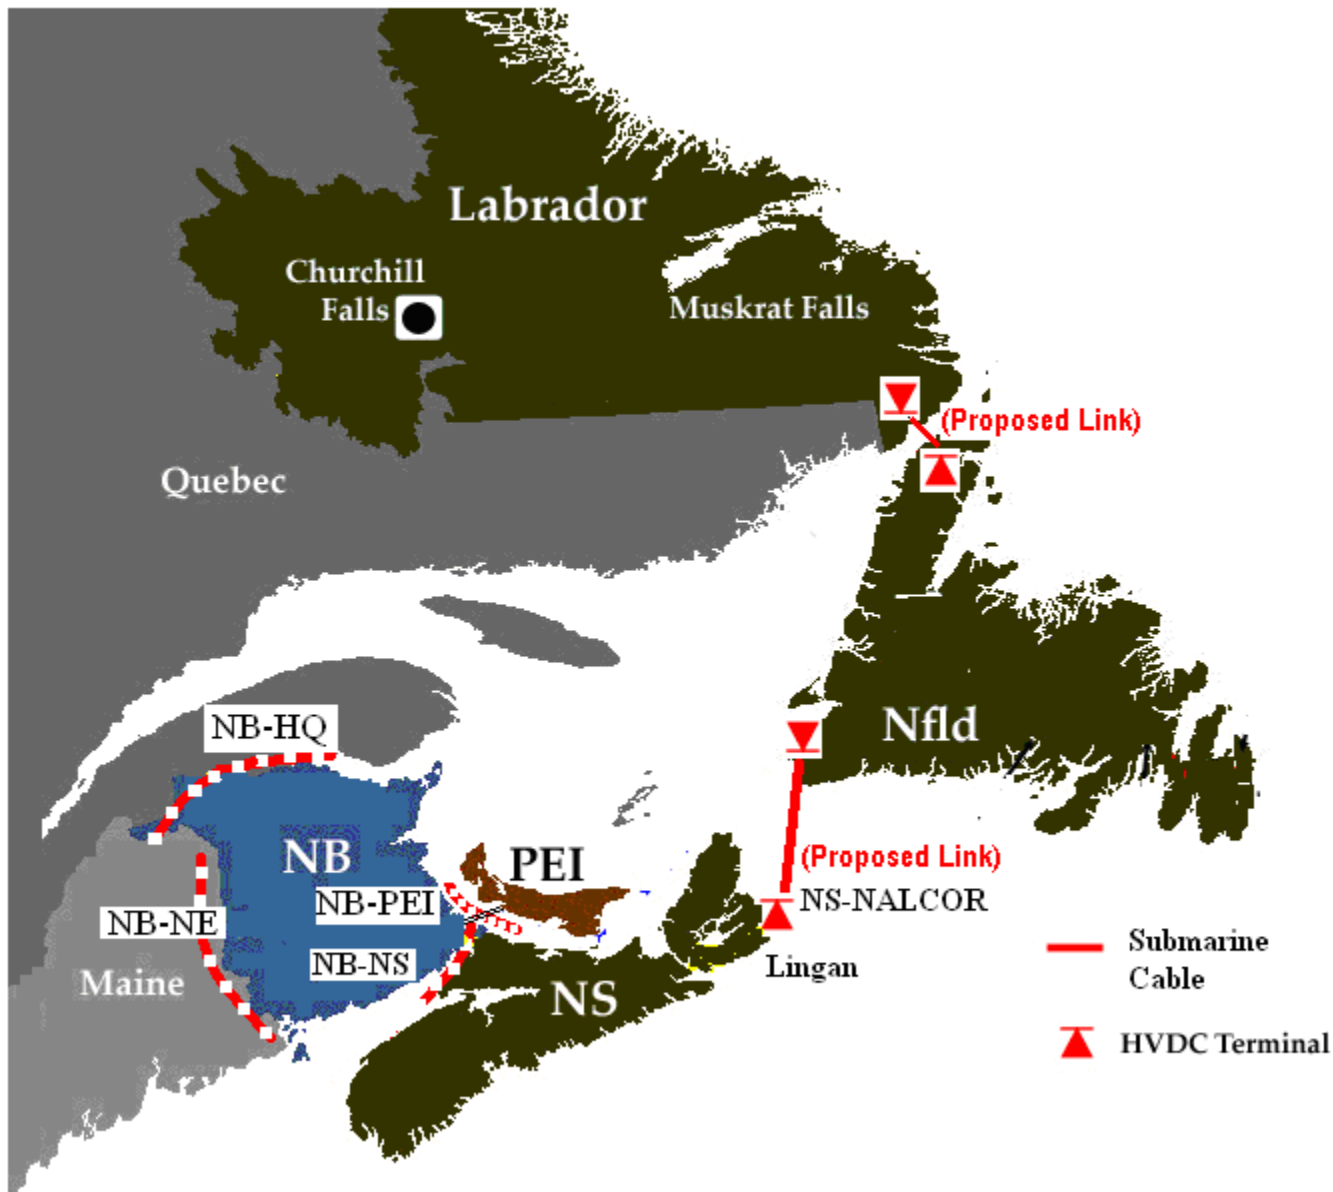 Labrador
Churchill
Falls
Muskrat Falls
(Proposed Link)
Quebec
NB-HQ
Nfld
NB
PEI
(Proposed Link)
NB-PEI
NS-NALCOR
NB-NE
NB-NS
Lingan
Maine
NS
Submarine
Cable
HVDC Terminal